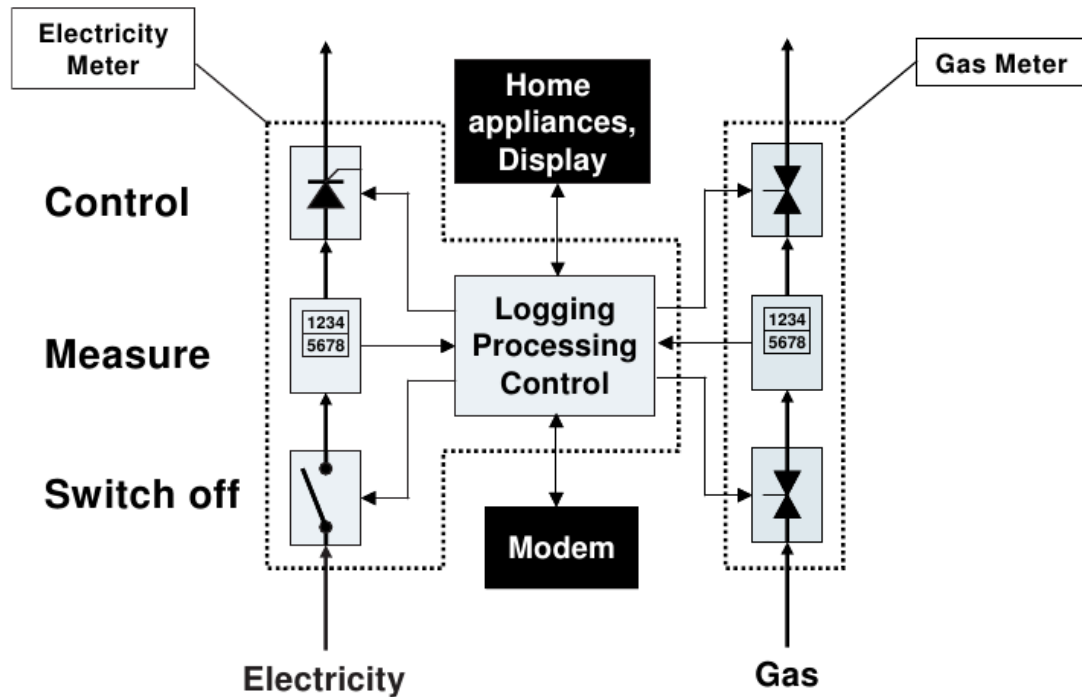 Electricity
Meter
Gas Meter
Home
appliances,
Display
Control
Logging
Processing
Control
Measure
1234
5678
1234
5678
Switch off
Modem
Electricity
Gas